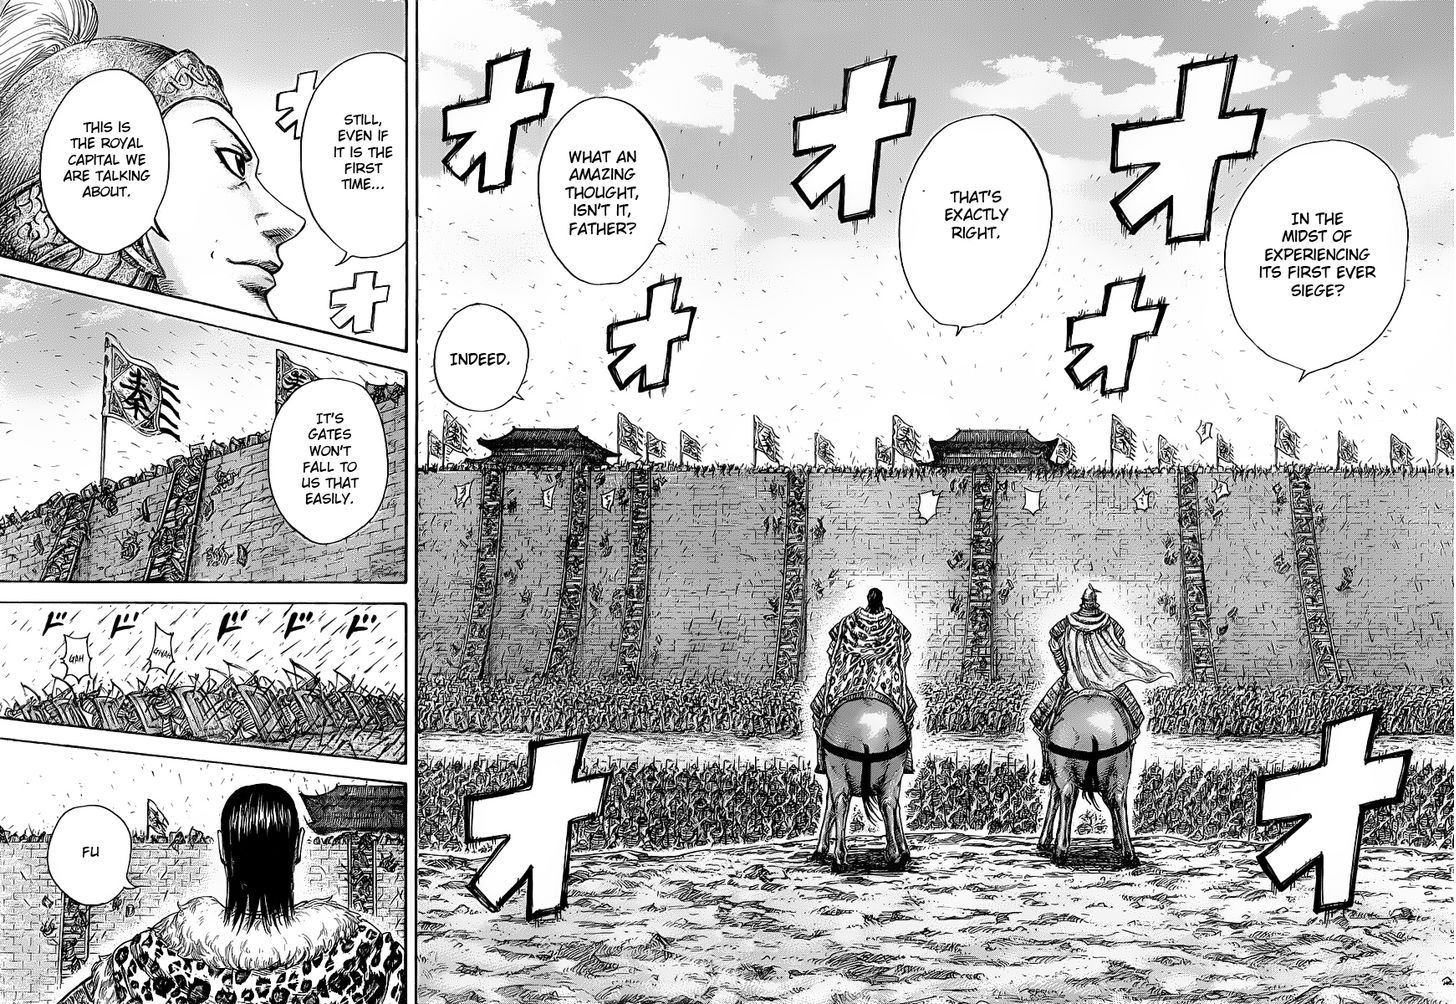 IN THE
MIDST OF
EXPERIENCING
ITS FIRST EVER
SIEGE?
オ
THAT'S
EXACTLY
RIGHT.
オ
オ
WHAT AN
AMAZING
THOUGHT,
ISN'T IT,
FATHER?
オ
オ
INDEED.
オ
オ
STILL,
EVEN IF
IT IS THE
FIRST
TIME...
オ
オ
THIS IS
THE ROYAL
CAPITAL WE
ARE TALKING
ABOUT.
秦
IT'S
GATES
WON'T
FALL TO
US THAT
EASILY.
ド ド ド ド ド
GAH
FU